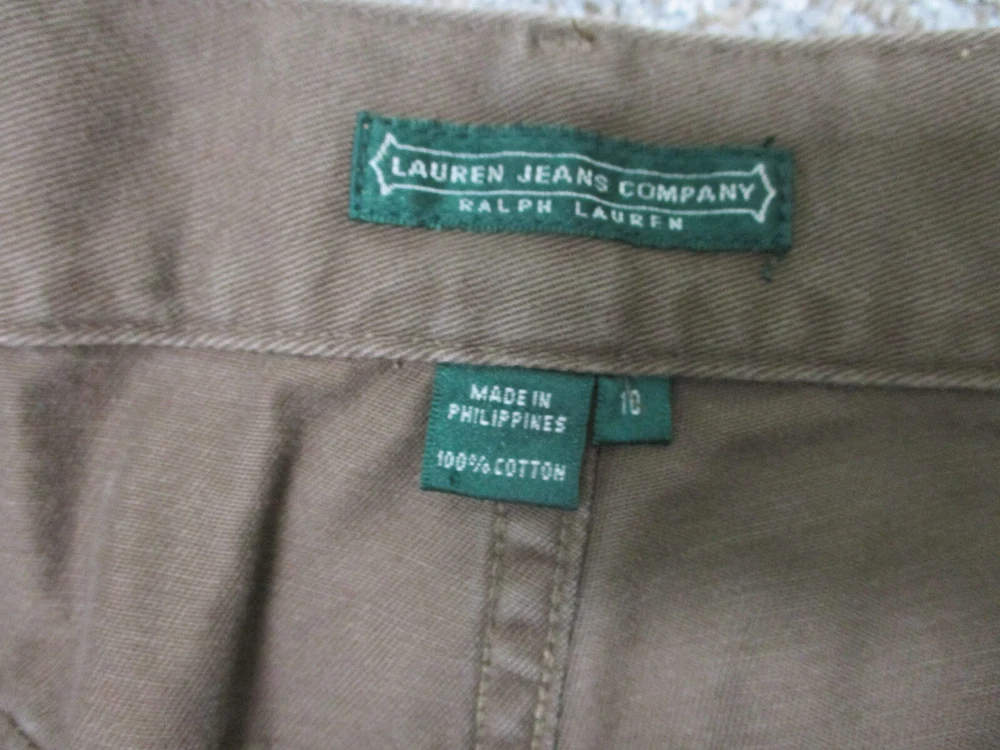 LAUREN JEANS COMPANY
RALPH LAUREN
MADE IN
PHILIPPINES
100% COTTON
10